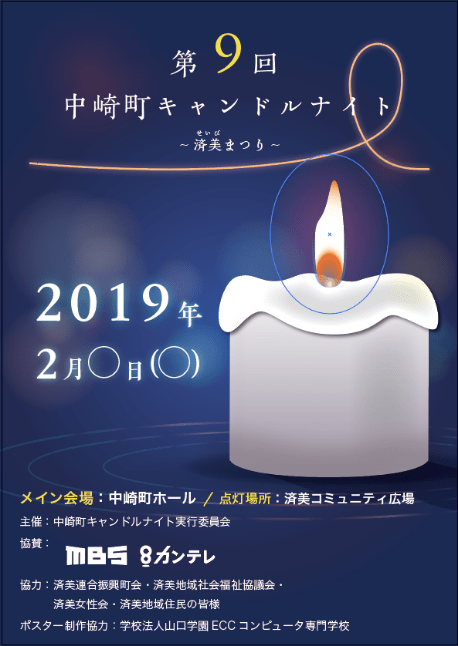 第9回
中崎町キャンドルナイト
せいび
~済美まつり~
2019年
2月〇日(〇)
メイン会場:中崎町ホール / 点灯場所:済美コミュニティ広場
主催:中崎町キャンドルナイト実行委員会
協賛:
MBS 8カンテレ
協力:済美連合振興町会・済美地域社会福祉協議会・
済美女性会・済美地域住民の皆様
ポスター制作協力:学校法人山口学園ECCコンピュータ専門学校